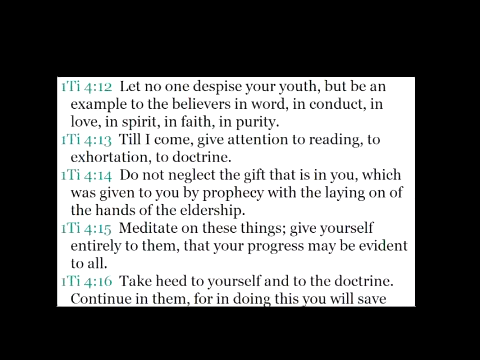 1Ti 4:12 Let no one despise your youth, but be an
example to the believers in word, in conduct, in
love, in spirit, in faith, in purity.
1Ti 4:13 Till I come, give attention to reading, to
exhortation, to doctrine.
1Ti 4:14 Do not neglect the gift that is in you, which
was given to you by prophecy with the laying on of
the hands of the eldership.
1Ti 4:15 Meditate on these things; give yourself
entirely to them, that your progress may be evident
to all.
1Ti 4:16 Take heed to yourself and to the doctrine.
Continue in them, for in doing this you will save